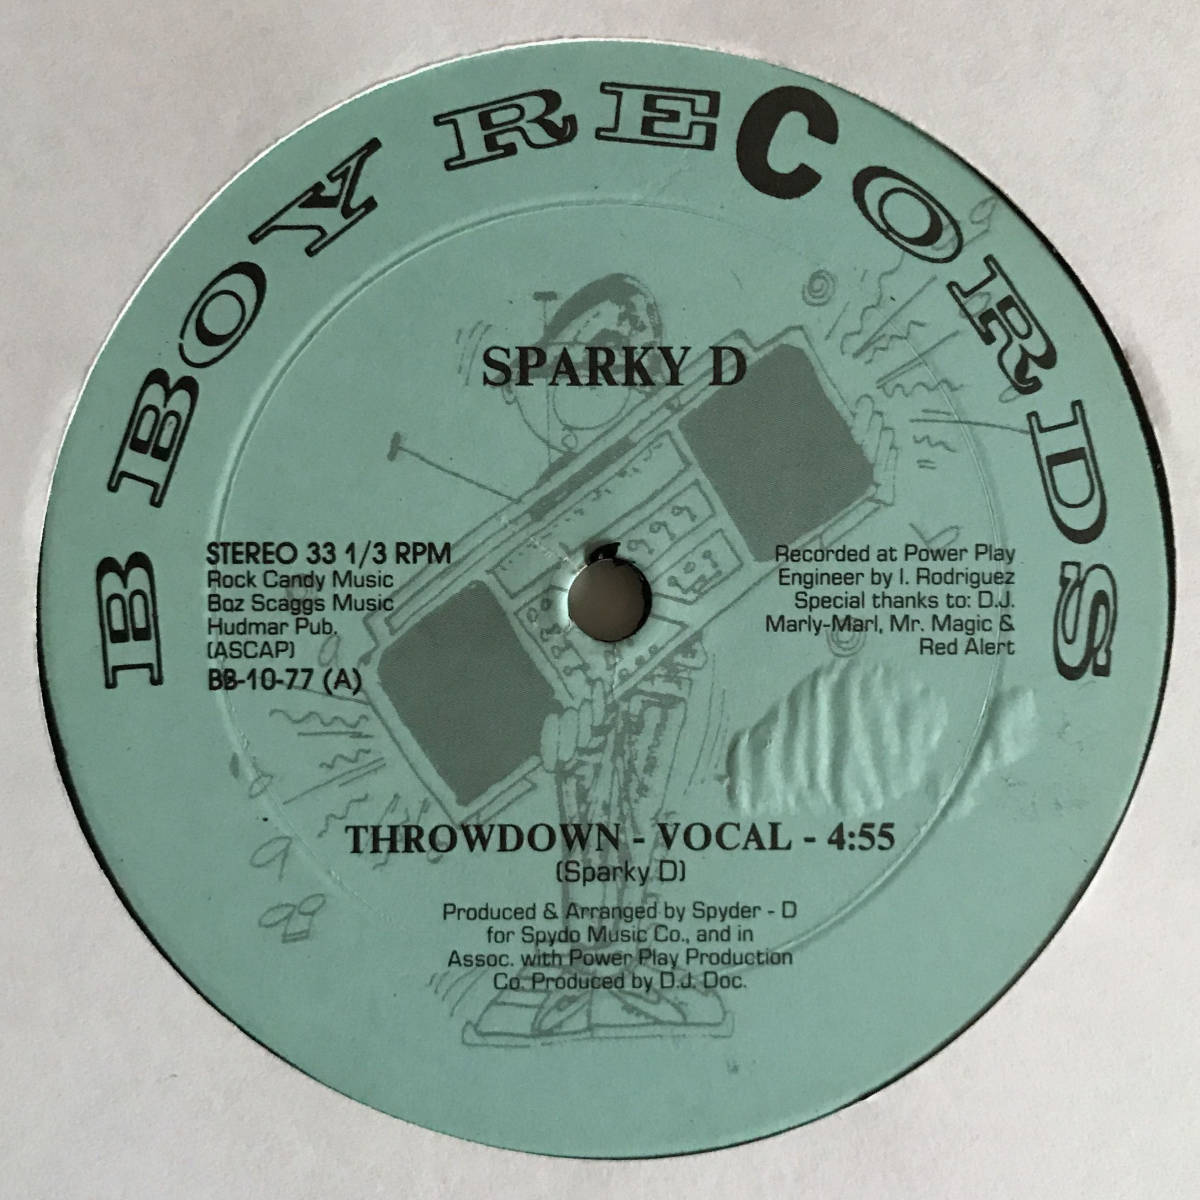 B BOY RECORDS
SPARKY D
STEREO 33 1/3 RPM
Rock Candy Music
Boz Scaggs Music
Hudmar Pub.
(ASCAP)
BB-10-77 (A)
Recorded at Power Play
Engineer by I. Rodriguez
Special thanks to: D.J.
Marly-Marl, Mr. Magic &
Red Alert
THROWDOWN - VOCAL - 4:55
(Sparky D)
Produced & Arranged by Spyder - D
for Spydo Music Co., and in
Assoc. with Power Play Production
Co. Produced by D.J. Doc.